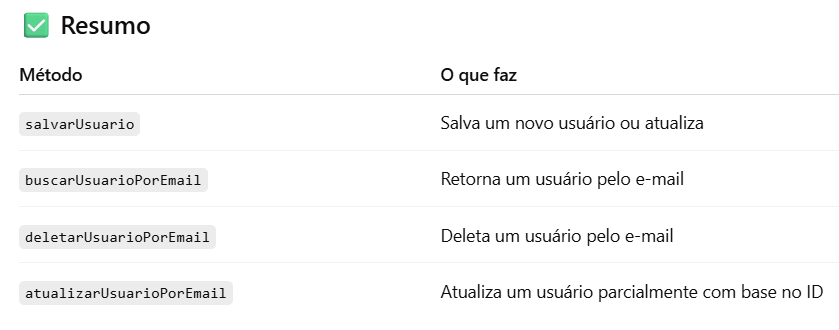 ✅ Resumo
Método O que faz
salvarUsuario Salva um novo usuário ou atualiza
buscarUsuarioPorEmail Retorna um usuário pelo e-mail
deletarUsuarioPorEmail Deleta um usuário pelo e-mail
atualizarUsuarioPorEmail Atualiza um usuário parcialmente com base no ID